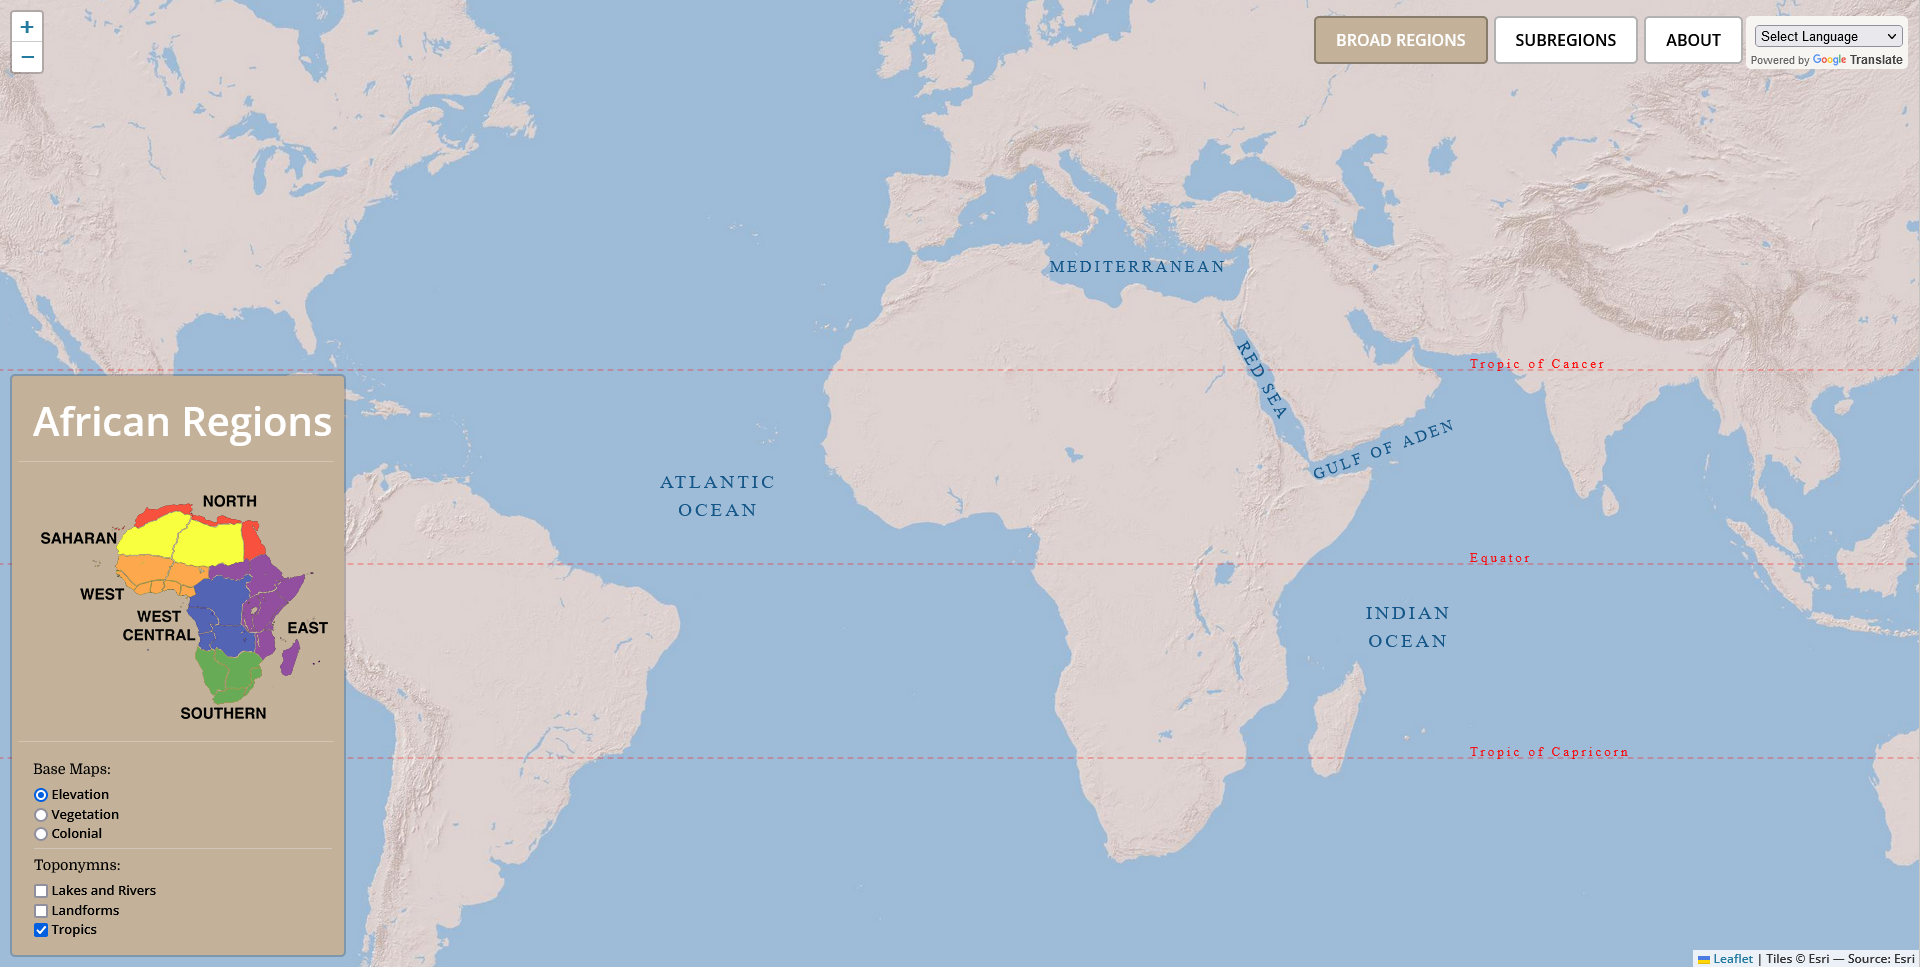 +
−
BROAD REGIONS
SUBREGIONS
ABOUT
Select Language
Powered by Google Translate
MEDITERRANEAN
RED SEA
Tropic of Cancer
GULF OF ADEN
ATLANTIC
OCEAN
Equator
INDIAN
OCEAN
Tropic of Capricorn
African Regions
NORTH
SAHARAN
WEST
WEST
CENTRAL
EAST
SOUTHERN
Base Maps:
Elevation
Vegetation
Colonial
Toponymns:
Lakes and Rivers
Landforms
Tropics
Leaflet | Tiles © Esri — Source: Esri